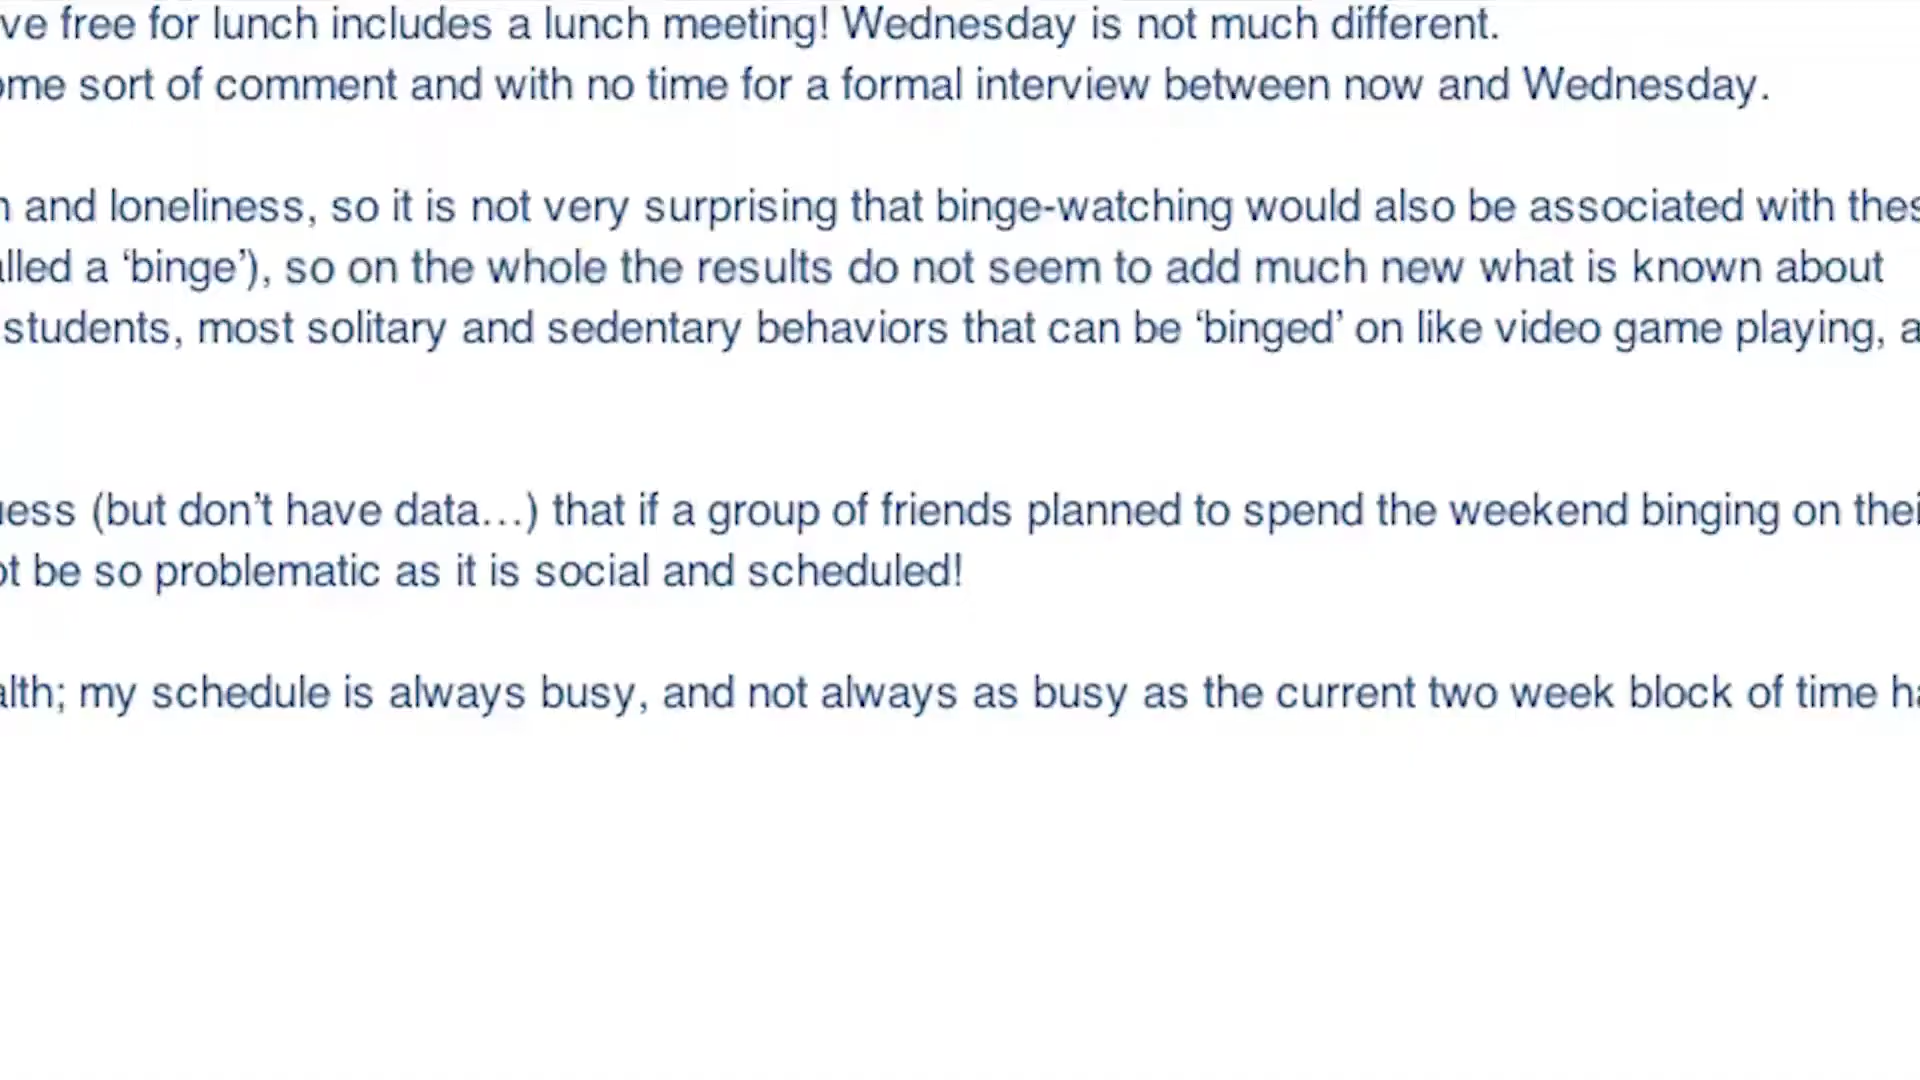 ve free for lunch includes a lunch meeting! Wednesday is not much different.
ome sort of comment and with no time for a formal interview between now and Wednesday.
and loneliness, so it is not very surprising that binge-watching would also be associated with thes
alled a ‘binge’), so on the whole the results do not seem to add much new what is known about
students, most solitary and sedentary behaviors that can be ‘binged’ on like video game playing, a
ess (but don’t have data...) that if a group of friends planned to spend the weekend binging on thei
ot be so problematic as it is social and scheduled!
alth; my schedule is always busy, and not always as busy as the current two week block of time ha